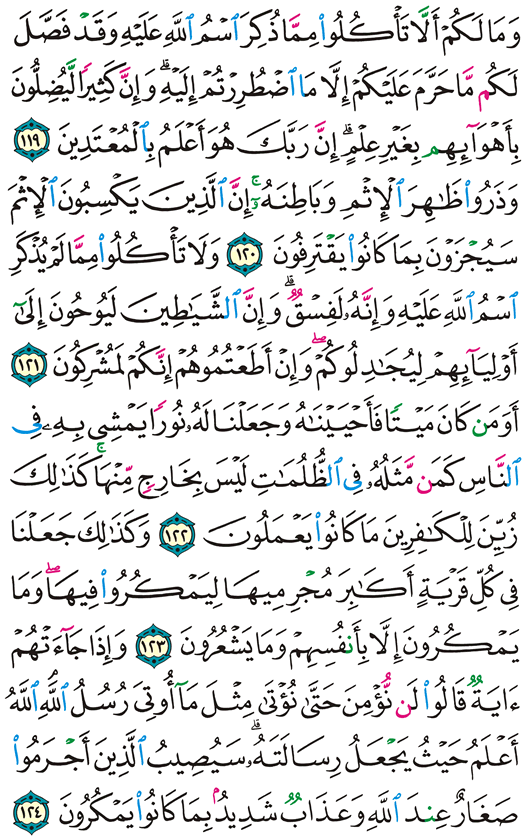 وَمَا لَكُمْ أَلَّا تَأْكُلُوا۟ مِمَّا ذُكِرَ ٱسْمُ ٱللَّهِ عَلَيْهِ وَقَدْ فَصَّلَ
لَكُم مَّا حَرَّمَ عَلَيْكُمْ إِلَّا مَا ٱضْطُرِرْتُمْ إِلَيْهِ ۗ وَإِنَّ كَثِيرًا لَّيُضِلُّونَ
بِأَهْوَآئِهِم بِغَيْرِ عِلْمٍ ۗ إِنَّ رَبَّكَ هُوَ أَعْلَمُ بِٱلْمُعْتَدِينَ ١١٩
وَذَرُوا۟ ظَٰهِرَ ٱلْإِثْمِ وَبَاطِنَهُۥٓ ۚ إِنَّ ٱلَّذِينَ يَكْسِبُونَ ٱلْإِثْمَ
سَيُجْزَوْنَ بِمَا كَانُوا۟ يَقْتَرِفُونَ ١٢٠ وَلَا تَأْكُلُوا۟ مِمَّا لَمْ يُذْكَرِ
ٱسْمُ ٱللَّهِ عَلَيْهِ وَإِنَّهُۥ لَفِسْقٌ ۗ وَإِنَّ ٱلشَّيَٰطِينَ لَيُوحُونَ إِلَىٰٓ
أَوْلِيَآئِهِمْ لِيُجَٰدِلُوكُمْ ۖ وَإِنْ أَطَعْتُمُوهُمْ إِنَّكُمْ لَمُشْرِكُونَ ١٢١
أَوَمَن كَانَ مَيْتًا فَأَحْيَيْنَٰهُ وَجَعَلْنَا لَهُۥ نُورًا يَمْشِى بِهِۦ فِى
ٱلنَّاسِ كَمَن مَّثَلُهُۥ فِى ٱلظُّلُمَٰتِ لَيْسَ بِخَارِجٍ مِّنْهَا ۚ كَذَٰلِكَ
زُيِّنَ لِلْكَٰفِرِينَ مَا كَانُوا۟ يَعْمَلُونَ ١٢٢ وَكَذَٰلِكَ جَعَلْنَا
فِى كُلِّ قَرْيَةٍ أَكَٰبِرَ مُجْرِمِيهَا لِيَمْكُرُوا۟ فِيهَا ۖ وَمَا
يَمْكُرُونَ إِلَّا بِأَنفُسِهِمْ وَمَا يَشْعُرُونَ ١٢٣ وَإِذَا جَآءَتْهُمْ
ءَايَةٌ قَالُوا۟ لَن نُّؤْمِنَ حَتَّىٰ نُؤْتَىٰ مِثْلَ مَآ أُوتِىَ رُسُلُ ٱللَّهِ ۘ ٱللَّهُ
أَعْلَمُ حَيْثُ يَجْعَلُ رِسَالَتَهُۥ ۗ سَيُصِيبُ ٱلَّذِينَ أَجْرَمُوا۟
صَغَارٌ عِندَ ٱللَّهِ وَعَذَابٌ شَدِيدٌۢ بِمَا كَانُوا۟ يَمْكُرُونَ ١٢٤